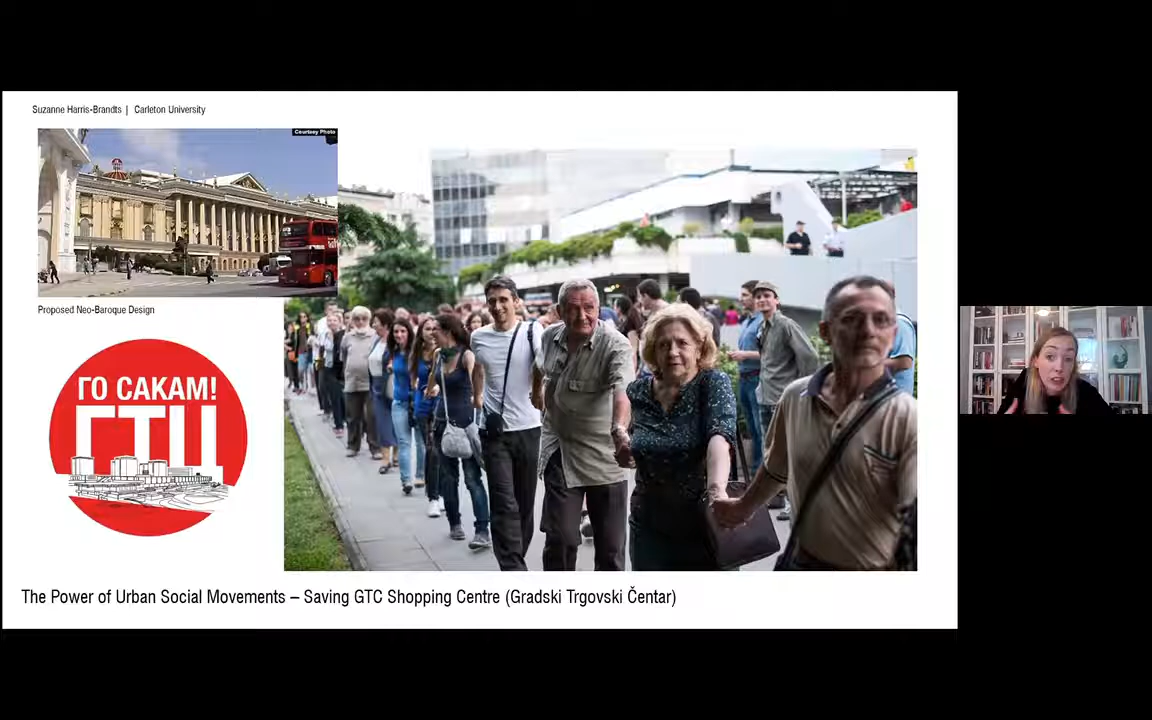 Suzanne Harris-Brandts | Carleton University
Courtesy Photo
Proposed Neo-Baroque Design
ГО САКАМ!
ГТЦ
The Power of Urban Social Movements – Saving GTC Shopping Centre (Gradski Trgovski Čentar)